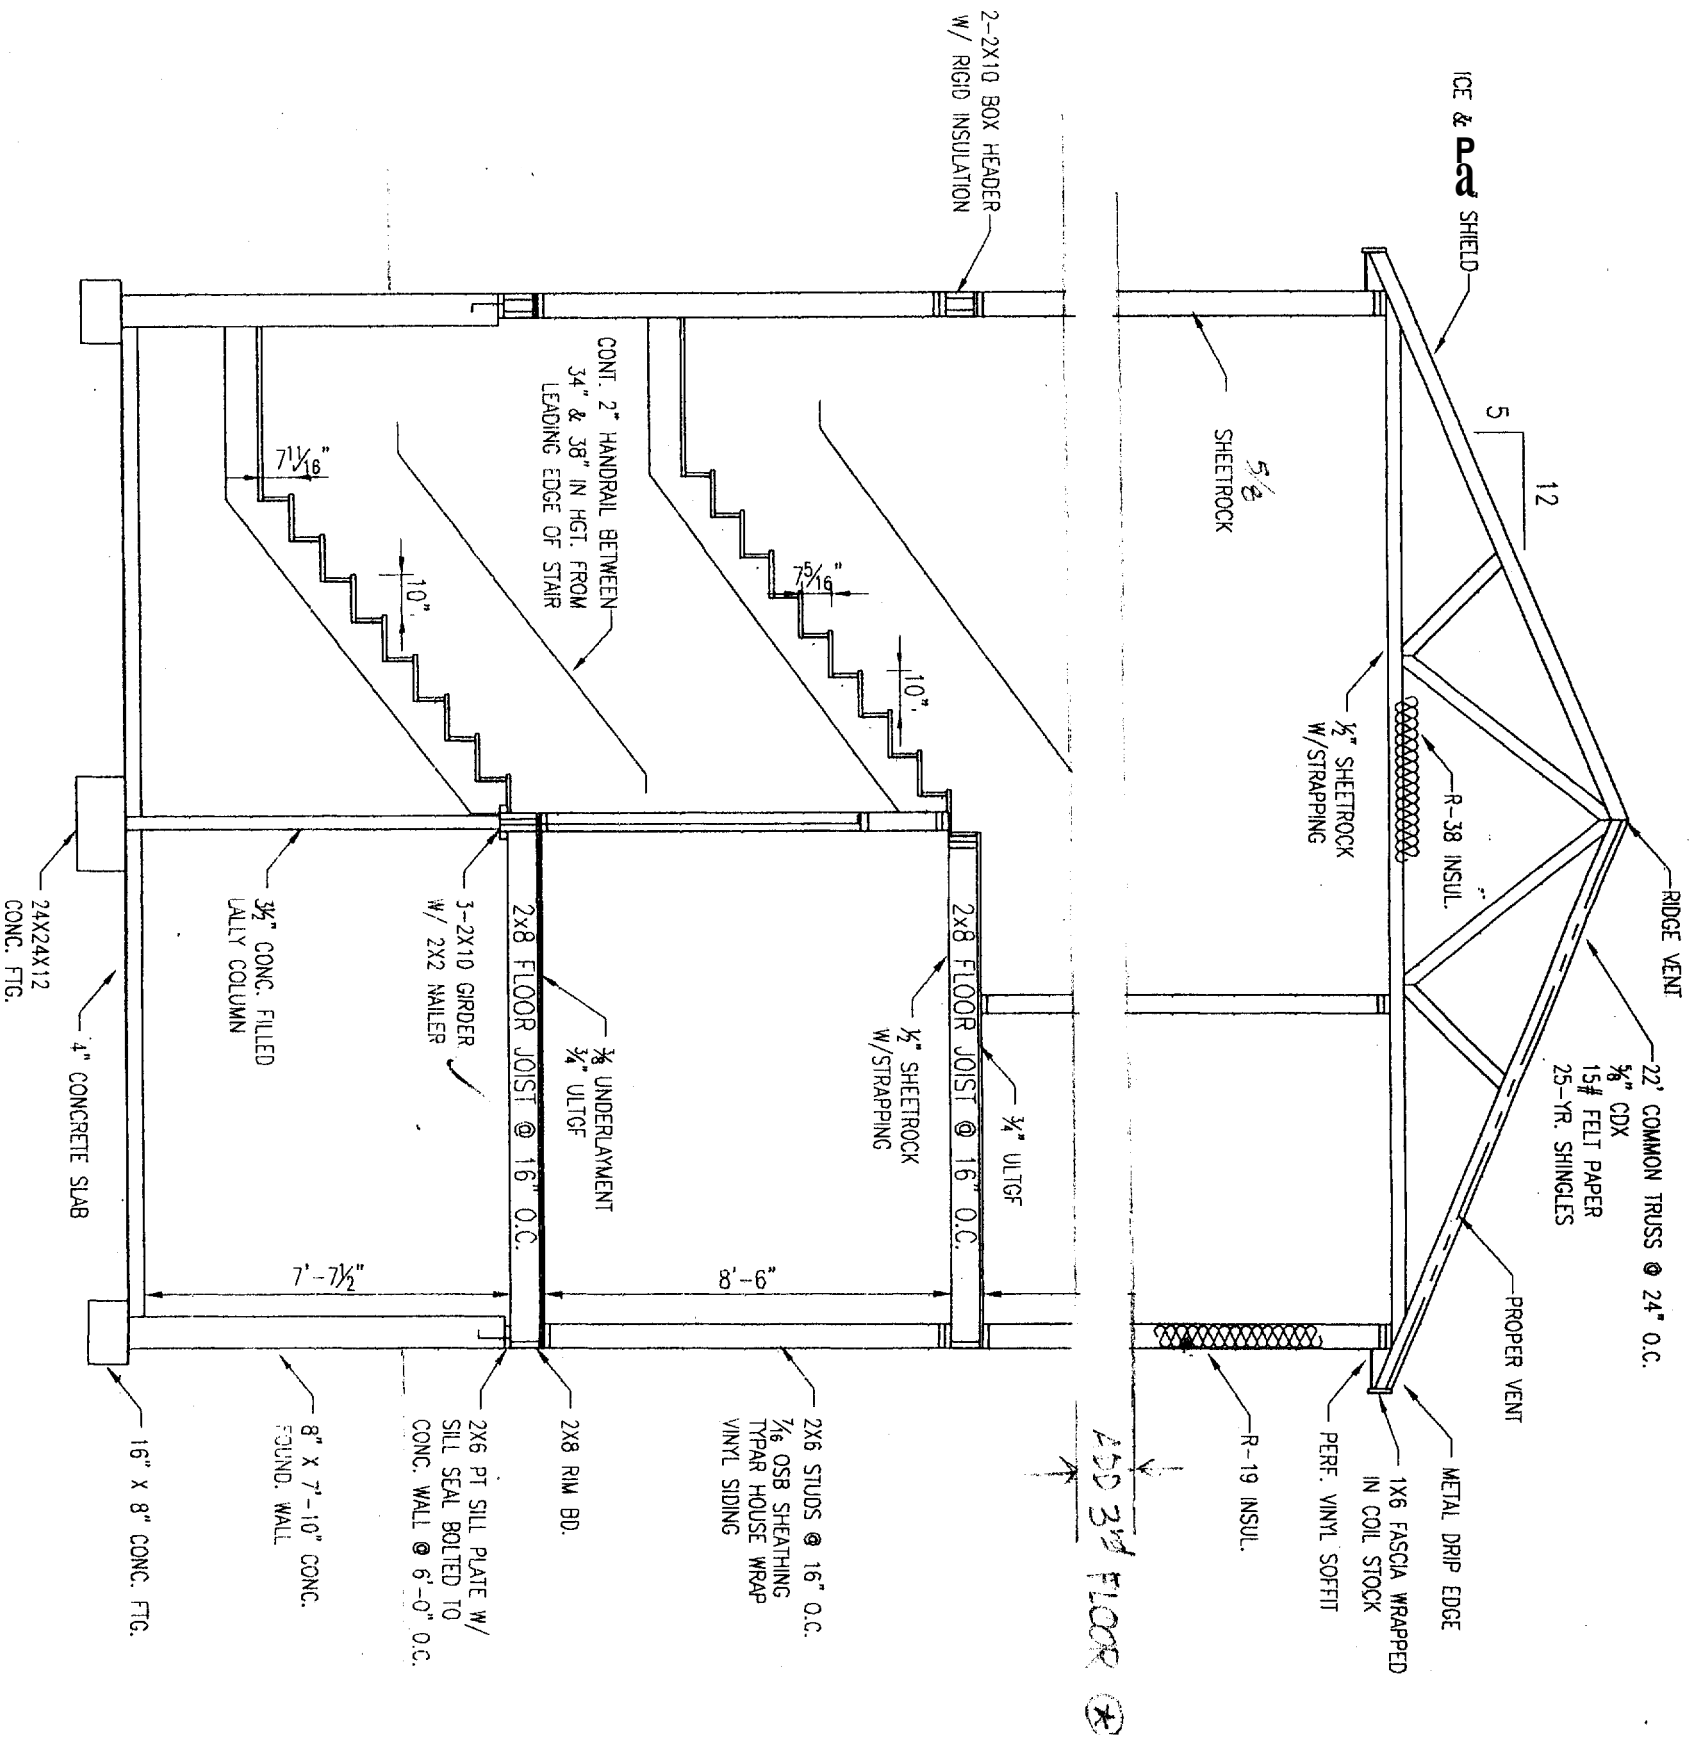 RIDGE VENT
22' COMMON TRUSS @ 24" O.C.
5/8" CDX
15# FELT PAPER
25-YR. SHINGLES
PROPER VENT
METAL DRIP EDGE
1X6 FASCIA WRAPPED
IN COIL STOCK
PERF. VINYL SOFFIT
R-19 INSUL.
ADD 3rd FLOOR *
ICE & Pa SHIELD
5
12
R-38 INSUL.
1/2" SHEETROCK
W/STRAPPING
5/8
SHEETROCK
2-2X10 BOX HEADER
W/ RIGID INSULATION
3/4" ULTGF
2x8 FLOOR JOIST @ 16" O.C.
1/2" SHEETROCK
W/STRAPPING
7 5/16"
10"
8'-6"
2X6 STUDS @ 16" O.C.
7/16 OSB SHEATHING
TYPAR HOUSE WRAP
VINYL SIDING
CONT. 2" HANDRAIL BETWEEN
34" & 38" IN HGT. FROM
LEADING EDGE OF STAIR
3/8 UNDERLAYMENT
3/4" ULTGF
2x8 FLOOR JOIST @ 16" O.C.
2X8 RIM BD.
3-2X10 GIRDER
W/ 2X2 NAILER
2X6 PT SILL PLATE W/
SILL SEAL BOLTED TO
CONC. WALL @ 6'-0" O.C.
7 11/16"
10"
7'-7 1/2"
3 1/2" CONC. FILLED
LALLY COLUMN
8" X 7'-10" CONC.
FOUND. WALL
4" CONCRETE SLAB
24X24X12
CONC. FTG.
16" X 8" CONC. FTG.